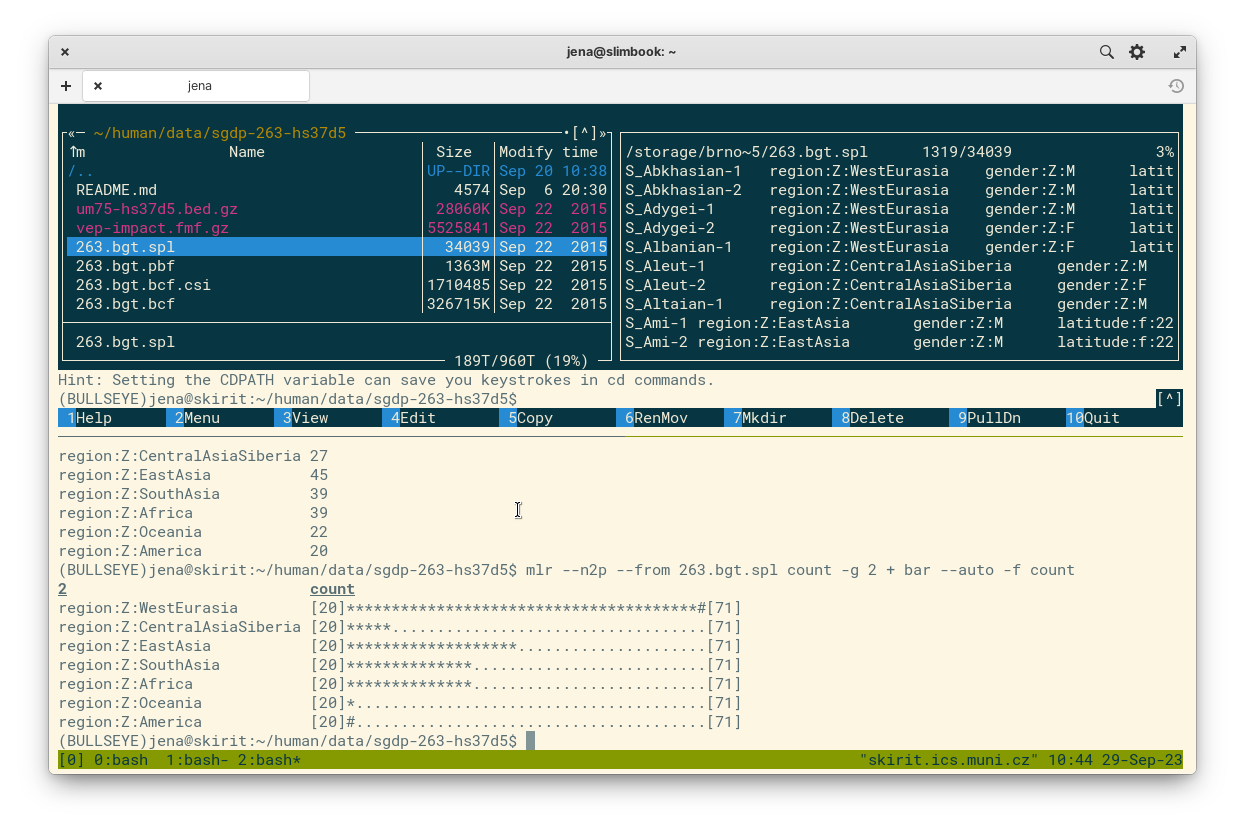 jena@slimbook: ~
jena
«─ ~/human/data/sgdp-263-hs37d5 ─·[^]»
↑m Name Size Modify time
/.. UP--DIR Sep 20 10:38
README.md 4574 Sep  6 20:30
um75-hs37d5.bed.gz 28060K Sep 22  2015
vep-impact.fmf.gz 5525841 Sep 22  2015
263.bgt.spl 34039 Sep 22  2015
263.bgt.pbf 1363M Sep 22  2015
263.bgt.bcf.csi 1710485 Sep 22  2015
263.bgt.bcf 326715K Sep 22  2015
263.bgt.spl
189T/960T (19%)
/storage/brno~5/263.bgt.spl 1319/34039 3%
S_Abkhasian-1 region:Z:WestEurasia gender:Z:M latit
S_Abkhasian-2 region:Z:WestEurasia gender:Z:M latit
S_Adygei-1 region:Z:WestEurasia gender:Z:M latit
S_Adygei-2 region:Z:WestEurasia gender:Z:F latit
S_Albanian-1 region:Z:WestEurasia gender:Z:F latit
S_Aleut-1 region:Z:CentralAsiaSiberia gender:Z:M
S_Aleut-2 region:Z:CentralAsiaSiberia gender:Z:F
S_Altaian-1 region:Z:CentralAsiaSiberia gender:Z:M
S_Ami-1 region:Z:EastAsia gender:Z:M latitude:f:22
S_Ami-2 region:Z:EastAsia gender:Z:M latitude:f:22
Hint: Setting the CDPATH variable can save you keystrokes in cd commands.
(BULLSEYE)jena@skirit:~/human/data/sgdp-263-hs37d5$ [^]
1Help 2Menu 3View 4Edit 5Copy 6RenMov 7Mkdir 8Delete 9PullDn 10Quit
region:Z:CentralAsiaSiberia 27
region:Z:EastAsia 45
region:Z:SouthAsia 39
region:Z:Africa 39
region:Z:Oceania 22
region:Z:America 20
(BULLSEYE)jena@skirit:~/human/data/sgdp-263-hs37d5$ mlr --n2p --from 263.bgt.spl count -g 2 + bar --auto -f count
2 count
region:Z:WestEurasia [20]***************************************#[71]
region:Z:CentralAsiaSiberia [20]*****...................................[71]
region:Z:EastAsia [20]*******************.....................[71]
region:Z:SouthAsia [20]**************..........................[71]
region:Z:Africa [20]**************..........................[71]
region:Z:Oceania [20]*.......................................[71]
region:Z:America [20]#.......................................[71]
(BULLSEYE)jena@skirit:~/human/data/sgdp-263-hs37d5$
[0] 0:bash  1:bash- 2:bash* "skirit.ics.muni.cz" 10:44 29-Sep-23